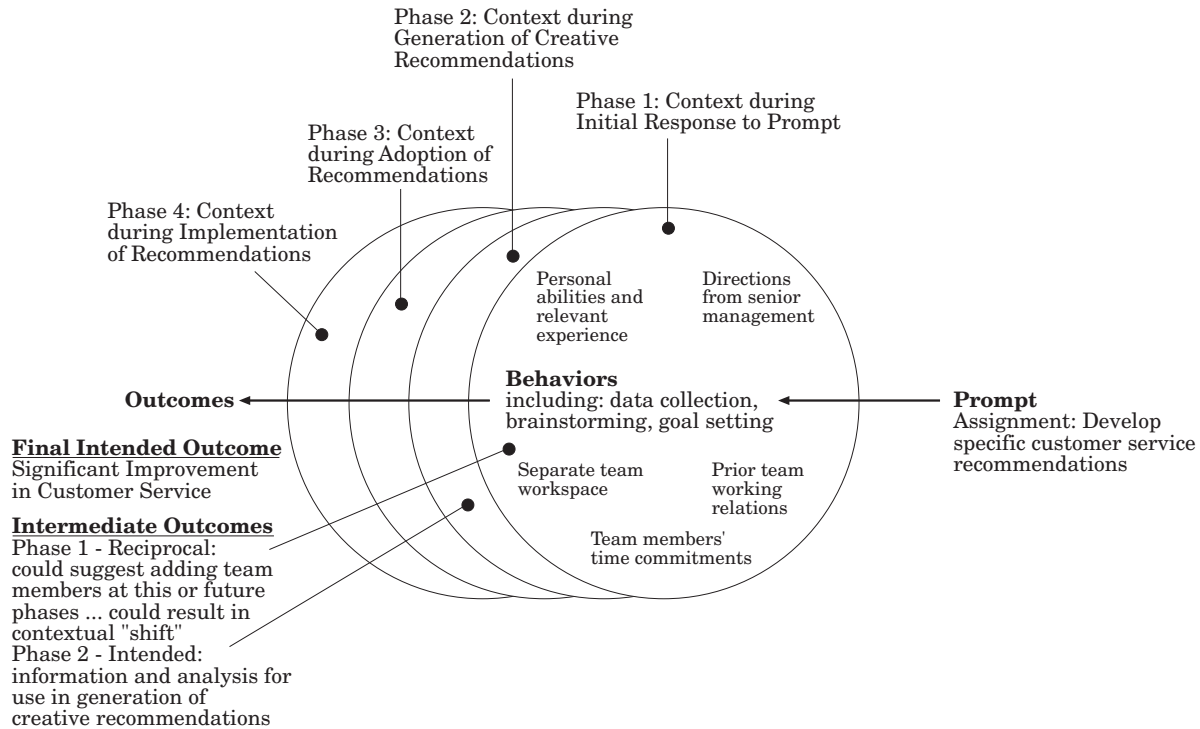 Phase 2: Context during
Generation of Creative
Recommendations
Phase 1: Context during
Initial Response to Prompt
Phase 3: Context
during Adoption of
Recommendations
Phase 4: Context
during Implementation
of Recommendations
Personal
abilities and
relevant
experience
Directions
from senior
management
Behaviors
including: data collection,
brainstorming, goal setting
Outcomes
Prompt
Assignment: Develop
specific customer service
recommendations
Final Intended Outcome
Significant Improvement
in Customer Service
Separate team
workspace
Prior team
working
relations
Team members'
time commitments
Intermediate Outcomes
Phase 1 - Reciprocal:
could suggest adding team
members at this or future
phases ... could result in
contextual "shift"
Phase 2 - Intended:
information and analysis for
use in generation of
creative recommendations